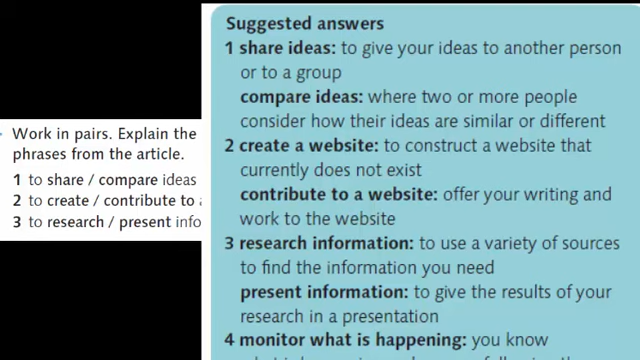 Work in pairs. Explain the
phrases from the article.
1 to share / compare ideas
2 to create / contribute to
3 to research / present info
Suggested answers
1 share ideas: to give your ideas to another person
or to a group
compare ideas: where two or more people
consider how their ideas are similar or different
2 create a website: to construct a website that
currently does not exist
contribute to a website: offer your writing and
work to the website
3 research information: to use a variety of sources
to find the information you need
present information: to give the results of your
research in a presentation
4 monitor what is happening: you know